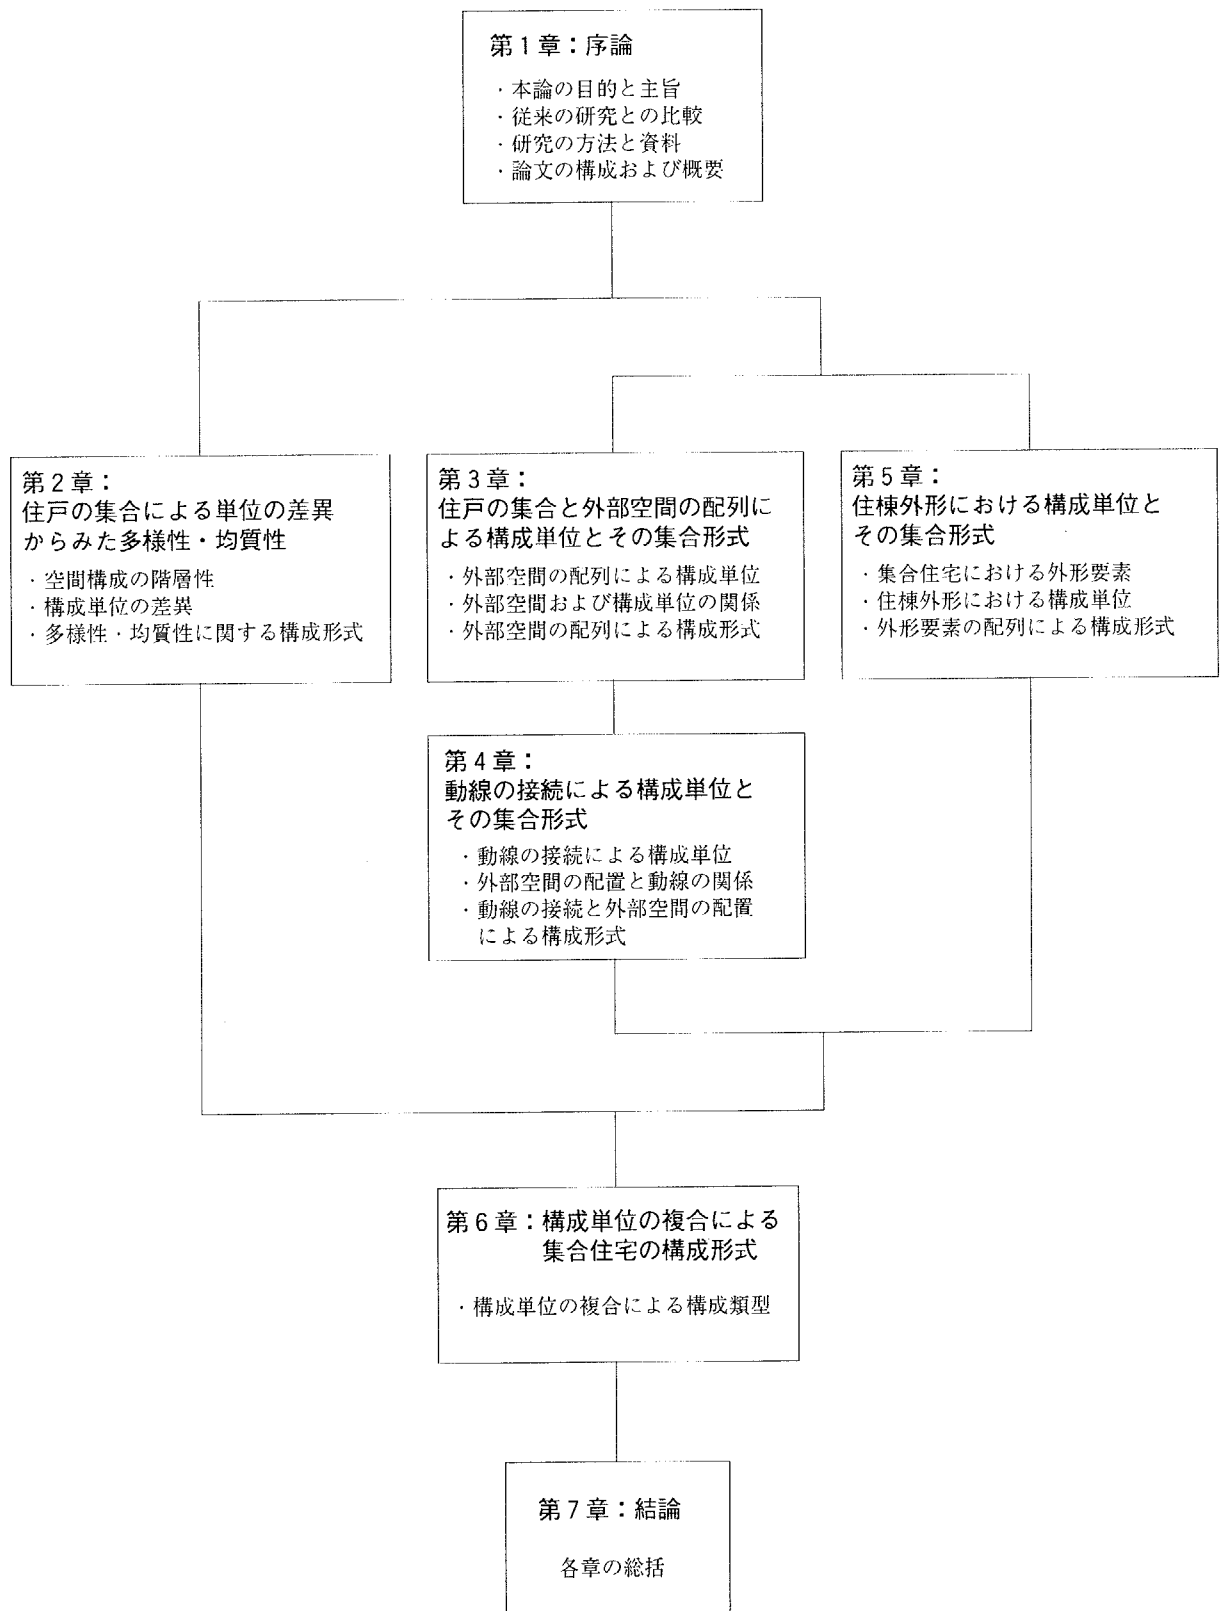 第1章：序論
・本論の目的と主旨
・従来の研究との比較
・研究の方法と資料
・論文の構成および概要
第2章：
住戸の集合による単位の差異
からみた多様性・均質性
・空間構成の階層性
・構成単位の差異
・多様性・均質性に関する構成形式
第3章：
住戸の集合と外部空間の配列に
よる構成単位とその集合形式
・外部空間の配列による構成単位
・外部空間および構成単位の関係
・外部空間の配列による構成形式
第5章：
住棟外形における構成単位と
その集合形式
・集合住宅における外形要素
・住棟外形における構成単位
・外形要素の配列による構成形式
第4章：
動線の接続による構成単位と
その集合形式
・動線の接続による構成単位
・外部空間の配置と動線の関係
・動線の接続と外部空間の配置
による構成形式
第6章：構成単位の複合による
集合住宅の構成形式
・構成単位の複合による構成類型
第7章：結論
各章の総括